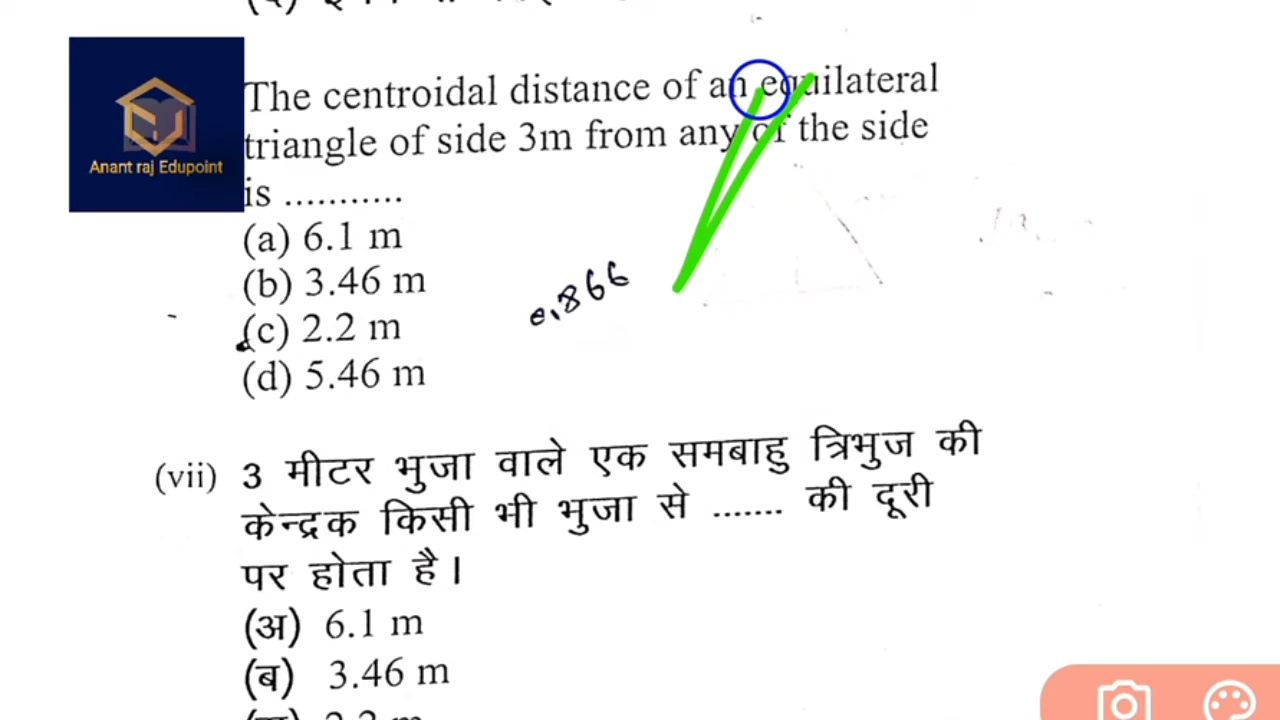 The centroidal distance of an equilateral
triangle of side 3m from any of the side
is ...........
(a) 6.1 m
(b) 3.46 m
(c) 2.2 m
(d) 5.46 m
0.866
Anant raj Edupoint
(vii) 3 मीटर भुजा वाले एक समबाहु त्रिभुज की
केन्द्रक किसी भी भुजा से ....... की दूरी
पर होता है।
(अ) 6.1 m
(ब) 3.46 m